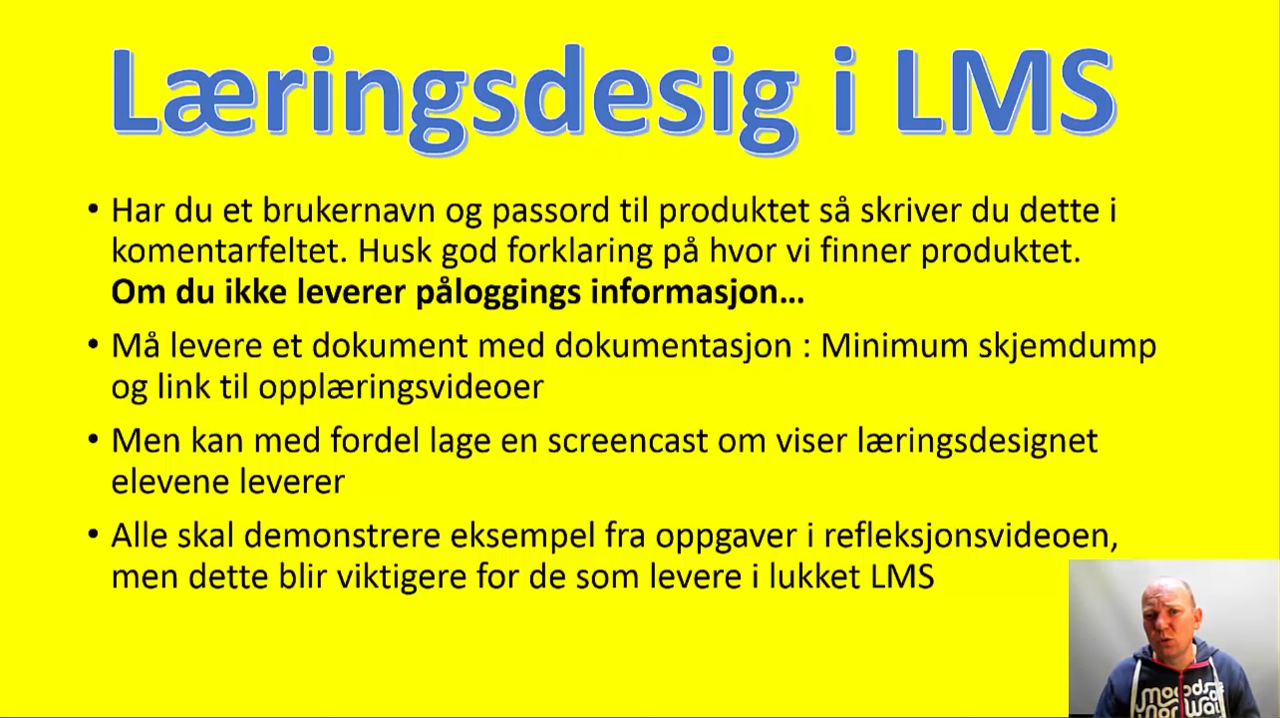 Læringsdesig i LMS
• Har du et brukernavn og passord til produktet så skriver du dette i
komentarfeltet. Husk god forklaring på hvor vi finner produktet.
Om du ikke leverer påloggings informasjon...
• Må levere et dokument med dokumentasjon : Minimum skjemdump
og link til opplæringsvideoer
• Men kan med fordel lage en screencast om viser læringsdesignet
elevene leverer
• Alle skal demonstrere eksempel fra oppgaver i refleksjonsvideoen,
men dette blir viktigere for de som levere i lukket LMS
moods of
norway